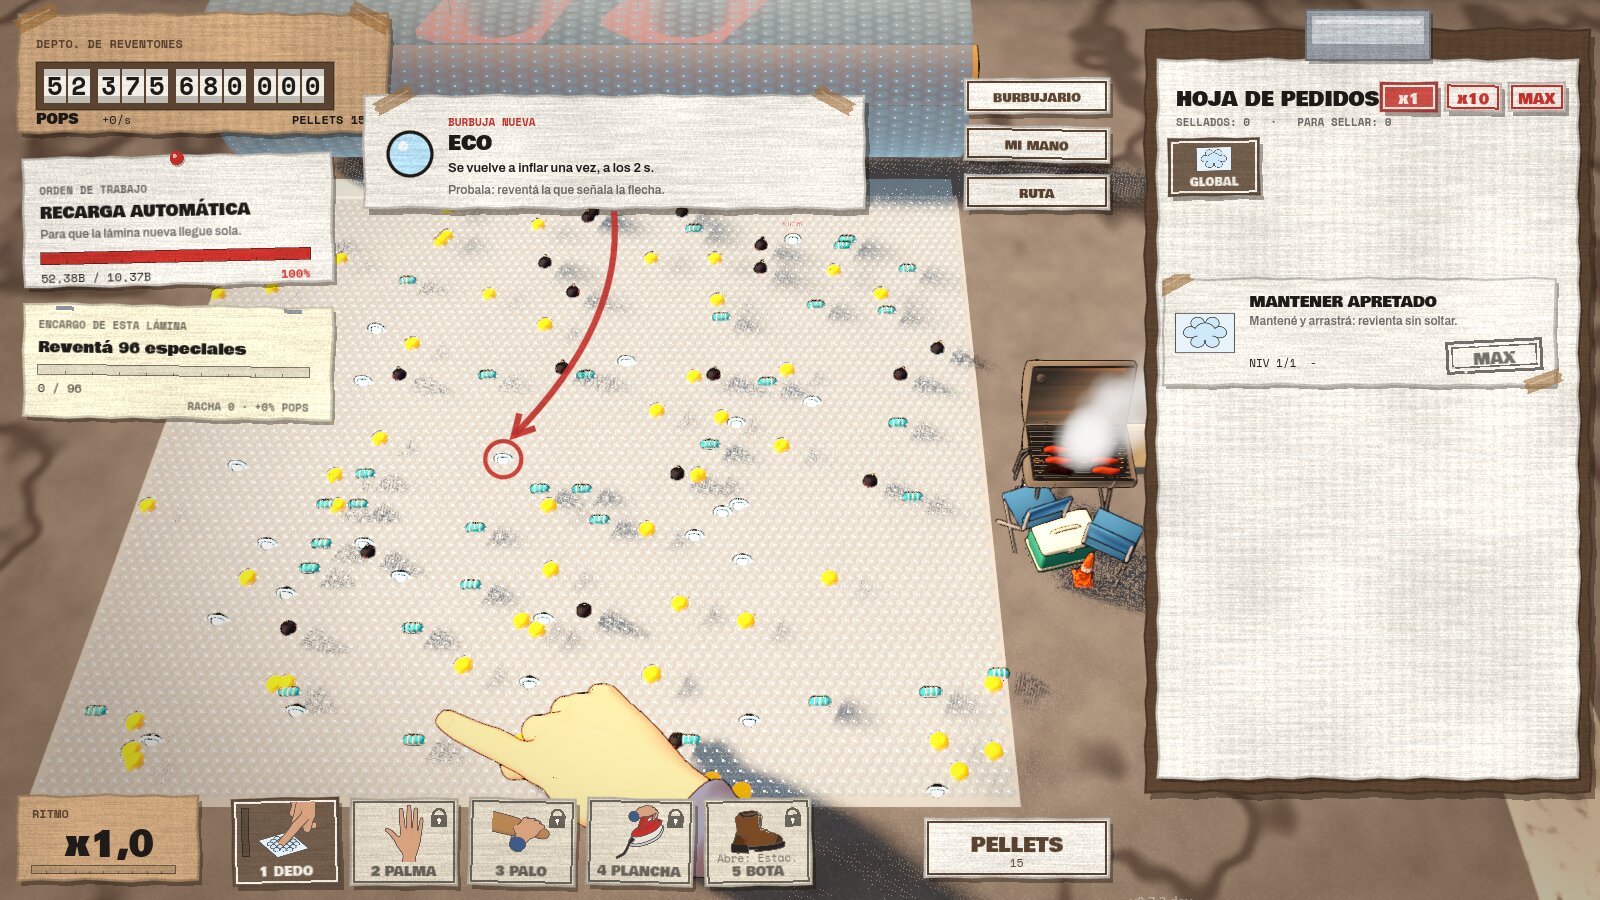 DEPTO. DE REVENTONES
52 375 680 000
POPS +0/s PELLETS 15
ORDEN DE TRABAJO
RECARGA AUTOMÁTICA
Para que la lámina nueva llegue sola.
52.38B / 10.37B 100%
ENCARGO DE ESTA LÁMINA
Reventá 96 especiales
0 / 96
RACHA 0 · +0% POPS
BURBUJA NUEVA
ECO
Se vuelve a inflar una vez, a los 2 s.
Probala: reventá la que señala la flecha.
BURBUJARIO
MI MANO
RUTA
HOJA DE PEDIDOS x1 x10 MAX
SELLADOS: 0 · PARA SELLAR: 0
GLOBAL
MANTENER APRETADO
Mantené y arrastrá: revienta sin soltar.
NIV 1/1 -
MAX
RITMO
x1,0
1 DEDO
2 PALMA
3 PALO
4 PLANCHA
Abre: Estac.
5 BOTA
PELLETS
15